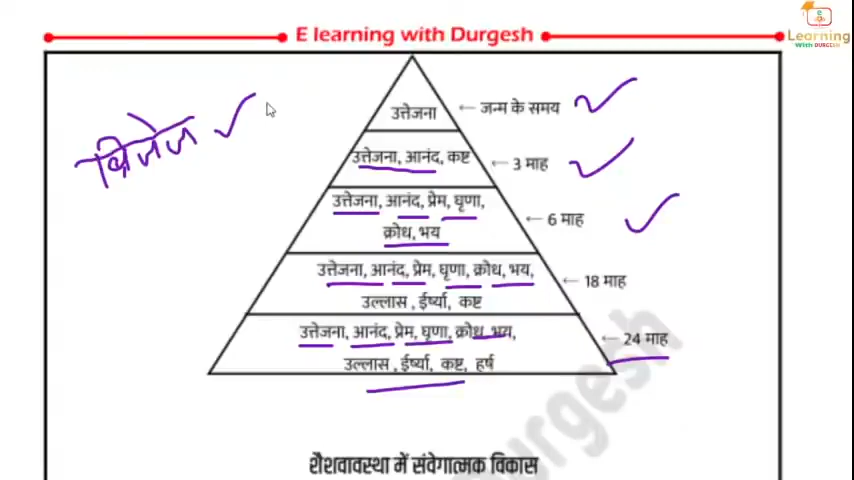 E learning with Durgesh
Learning
With DURGESH
उत्तेजना ← जन्म के समय
उत्तेजना, आनंद, कष्ट ← 3 माह
उत्तेजना, आनंद, प्रेम, घृणा,
क्रोध, भय ← 6 माह
उत्तेजना, आनंद, प्रेम, घृणा, क्रोध, भय,
उल्लास , ईर्ष्या, कष्ट ← 18 माह
उत्तेजना, आनंद, प्रेम, घृणा, क्रोध, भय,
उल्लास , ईर्ष्या, कष्ट, हर्ष ← 24 माह
शैशवावस्था में संवेगात्मक विकास